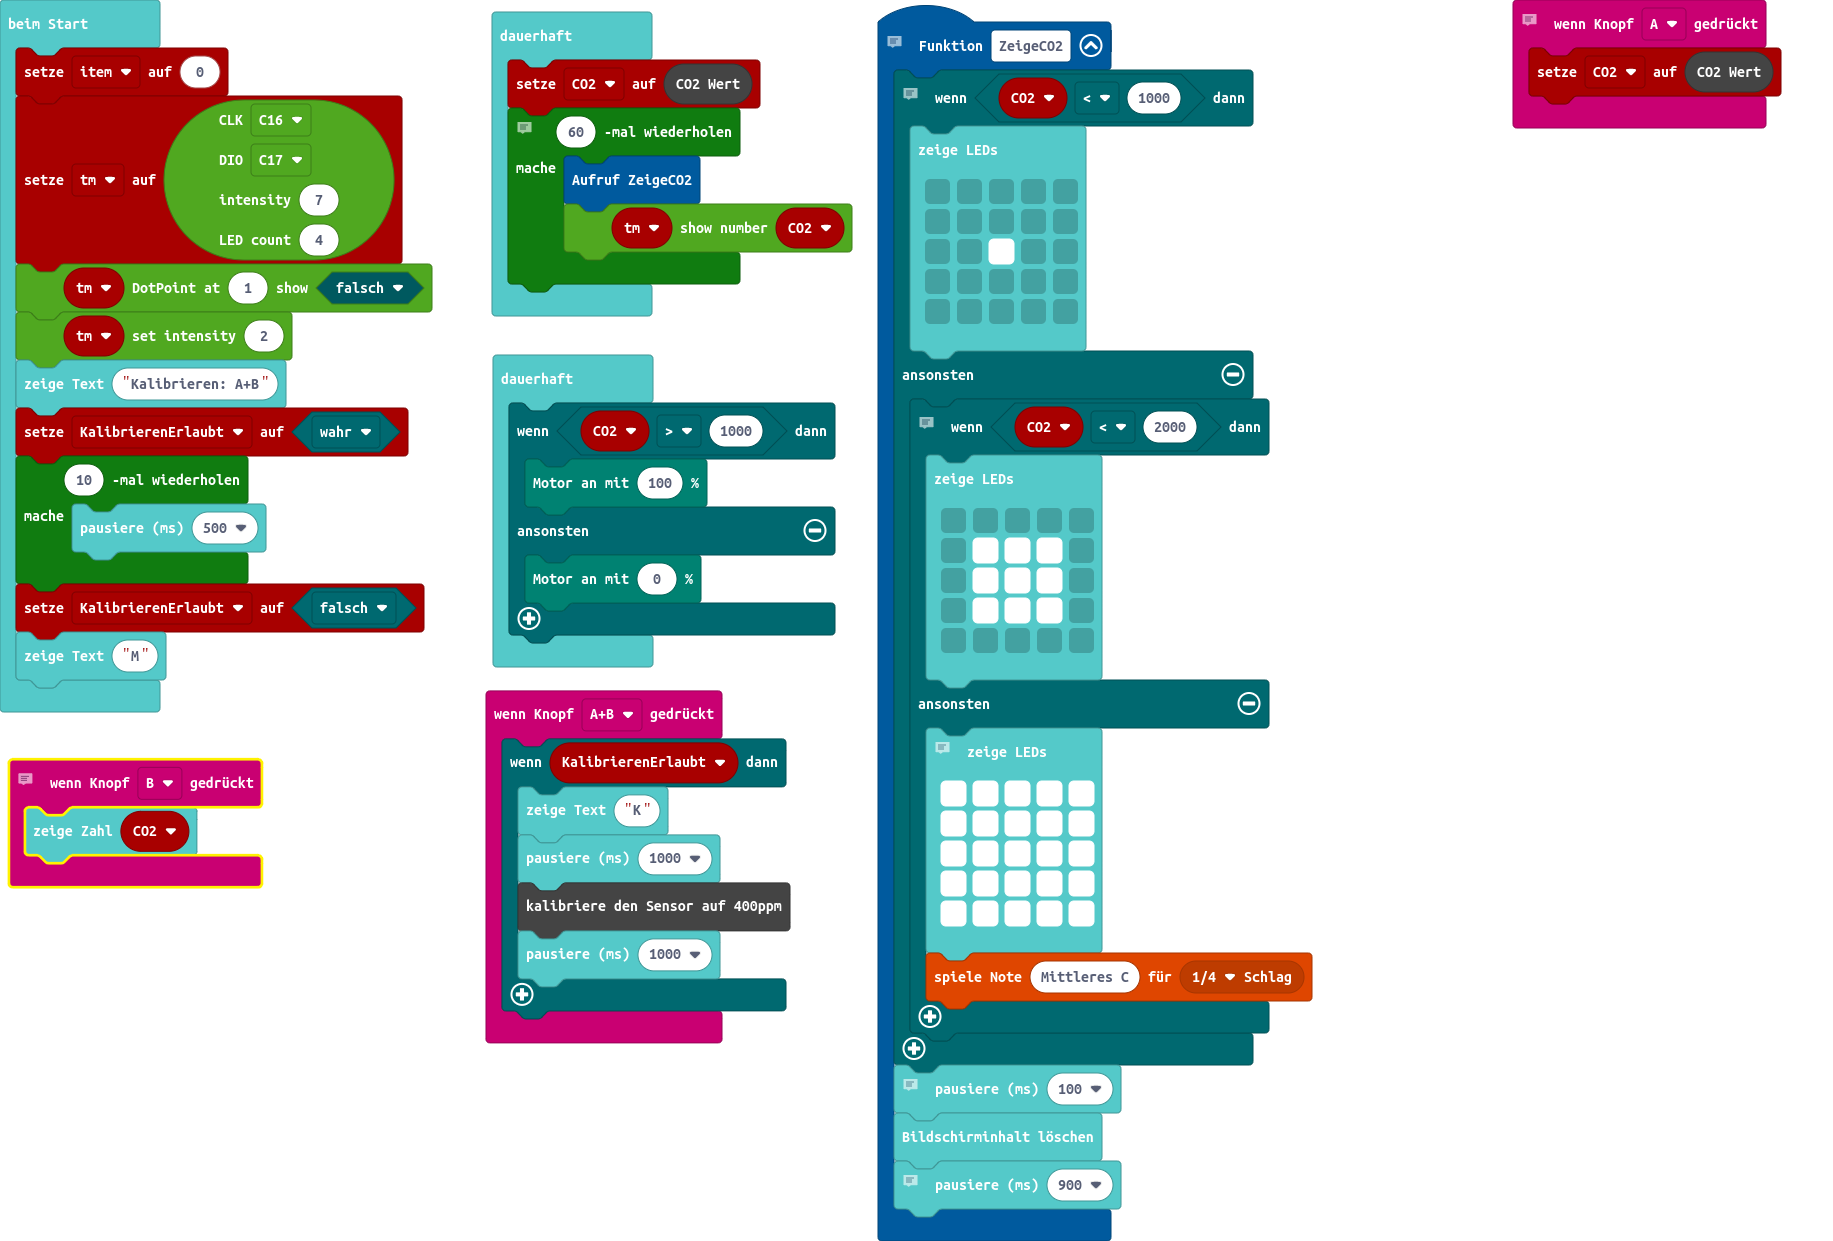 beim Start
setze item auf 0
CLK C16
DIO C17
setze tm auf
intensity 7
LED count 4
tm DotPoint at 1 show falsch
tm set intensity 2
zeige Text "Kalibrieren: A+B"
setze KalibrierenErlaubt auf wahr
10 -mal wiederholen
mache
pausiere (ms) 500
setze KalibrierenErlaubt auf falsch
zeige Text "M"
wenn Knopf B gedrückt
zeige Zahl CO2
dauerhaft
setze CO2 auf CO2 Wert
60 -mal wiederholen
mache
Aufruf ZeigeCO2
tm show number CO2
dauerhaft
wenn CO2 > 1000 dann
Motor an mit 100 %
ansonsten
Motor an mit 0 %
wenn Knopf A+B gedrückt
wenn KalibrierenErlaubt dann
zeige Text "K"
pausiere (ms) 1000
kalibriere den Sensor auf 400ppm
pausiere (ms) 1000
Funktion ZeigeCO2
wenn CO2 < 1000 dann
zeige LEDs
ansonsten
wenn CO2 < 2000 dann
zeige LEDs
ansonsten
zeige LEDs
spiele Note Mittleres C für 1/4 Schlag
pausiere (ms) 100
Bildschirminhalt löschen
pausiere (ms) 900
wenn Knopf A gedrückt
setze CO2 auf CO2 Wert